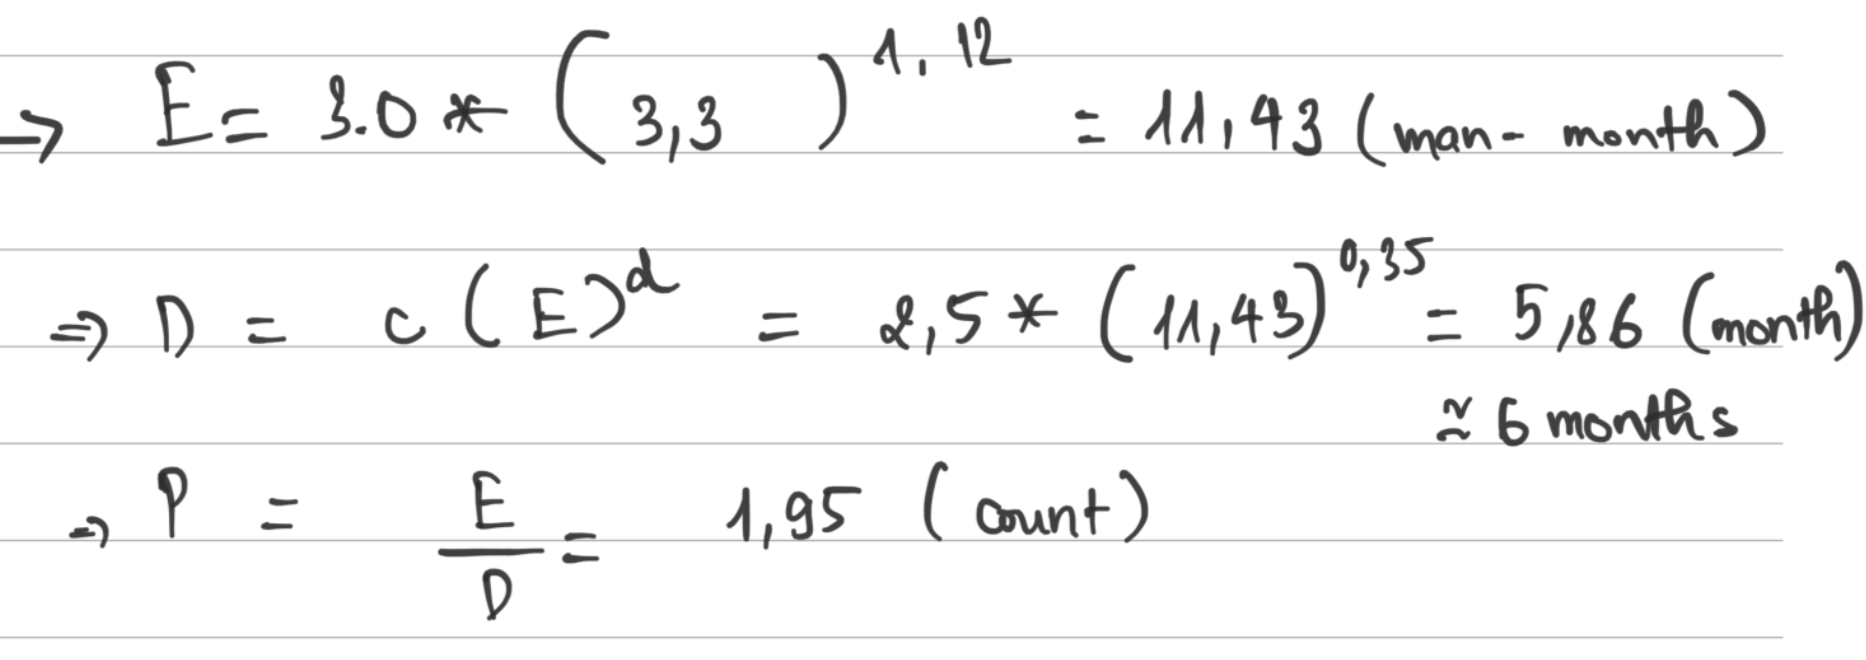 → E = 3.0 * (3,3)^1,12 = 11,43 (man-month)
⇒ D = c (E)^d = 2,5 * (11,43)^0,35 = 5,86 (month)
≃ 6 months
⇒ P = E/D = 1,95 (count)